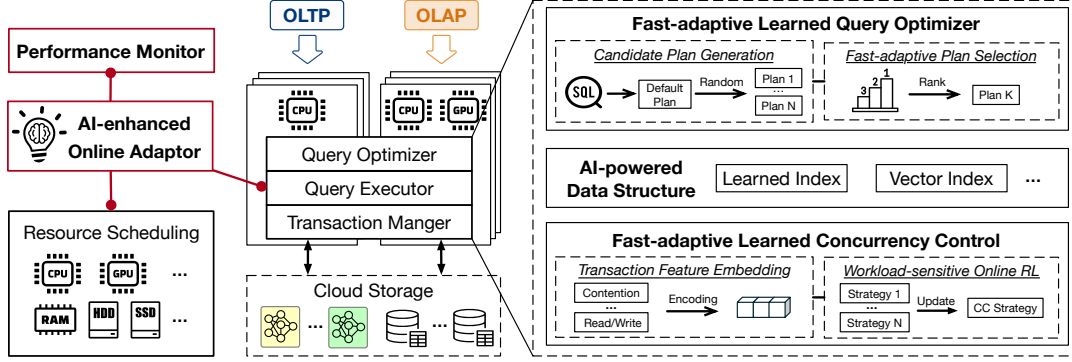 Performance Monitor
AI-enhanced
Online Adaptor
Resource Scheduling
CPU
GPU
...
RAM
HDD
SSD
...
OLTP
OLAP
CPU
CPU
GPU
Query Optimizer
Query Executor
Transaction Manger
Cloud Storage
...
...
Fast-adaptive Learned Query Optimizer
Candidate Plan Generation
SQL
Default
Plan
Random
Plan 1
...
Plan N
Fast-adaptive Plan Selection
3
2
1
Rank
Plan K
AI-powered
Data Structure
Learned Index
Vector Index
...
Fast-adaptive Learned Concurrency Control
Transaction Feature Embedding
Contention
...
Read/Write
Encoding
Workload-sensitive Online RL
Strategy 1
...
Strategy N
Update
CC Strategy